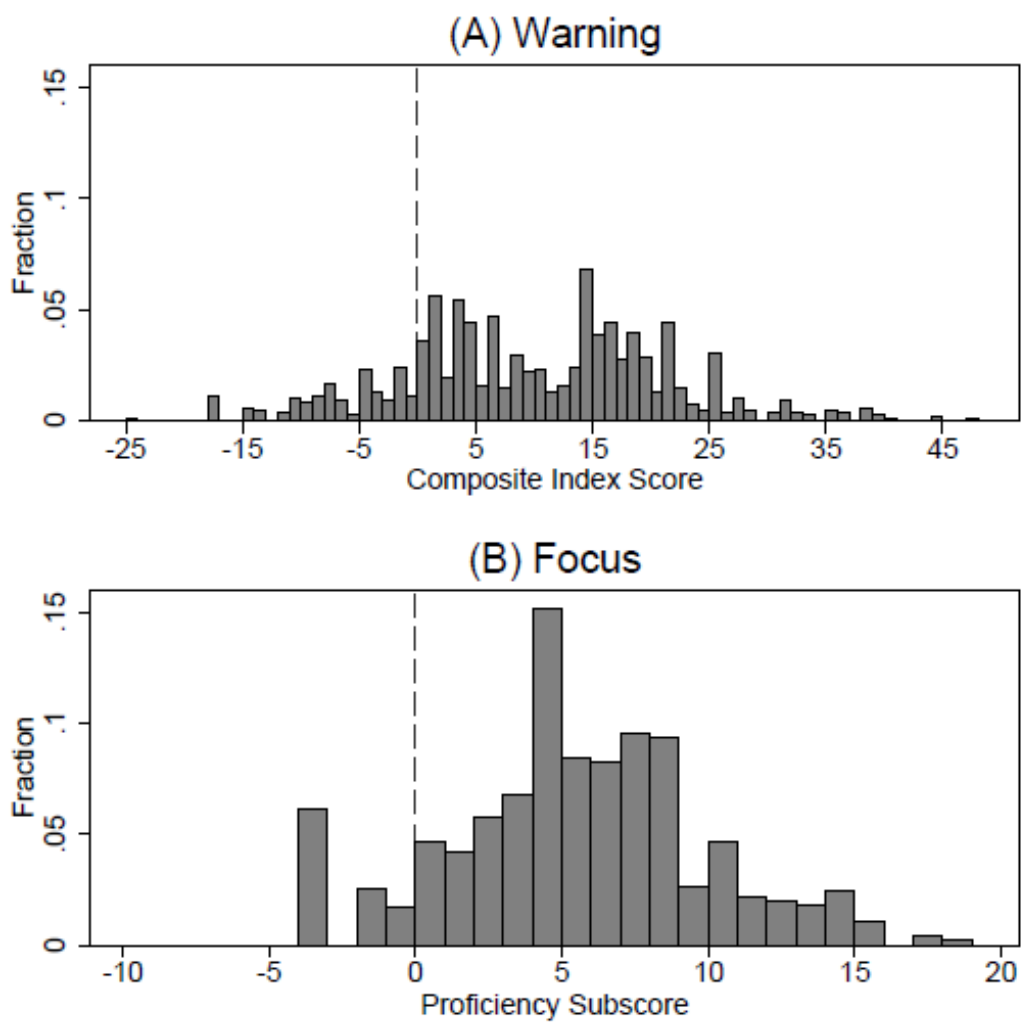 (A) Warning
.15
.1
.05
0
Fraction
-25 -15 -5 5 15 25 35 45
Composite Index Score
(B) Focus
.15
.1
.05
0
Fraction
-10 -5 0 5 10 15 20
Proficiency Subscore